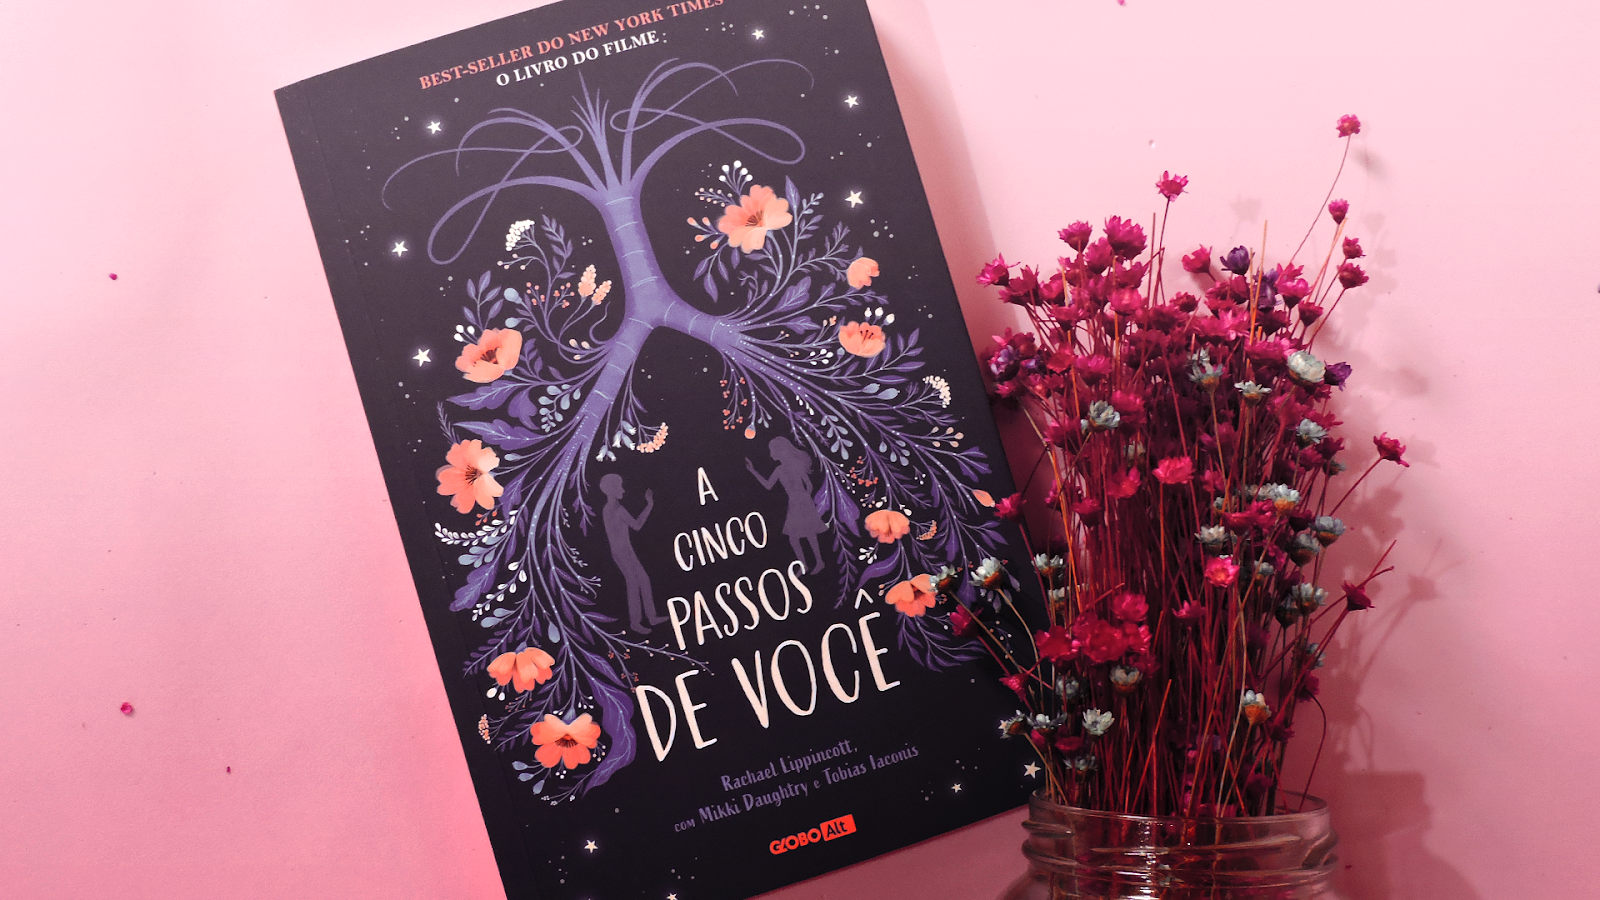 BEST-SELLER DO NEW YORK TIMES
O LIVRO DO FILME
A
CINCO
PASSOS
DE VOCÊ
Rachael Lippincott,
com Mikki Daughtry e Tobias Iaconis
GLOBO Alt